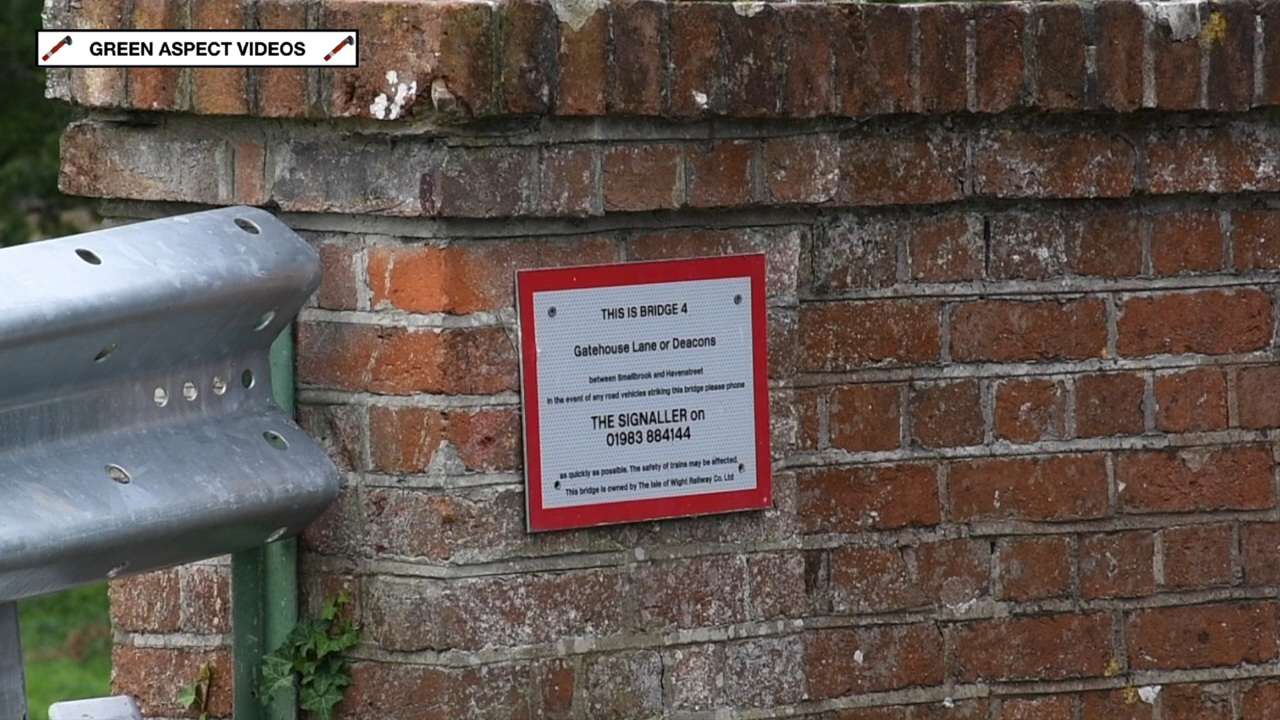 GREEN ASPECT VIDEOS
THIS IS BRIDGE 4
Gatehouse Lane or Deacons
between Smallbrook and Havenstreet
In the event of any road vehicles striking this bridge please phone
THE SIGNALLER on
01983 884144
as quickly as possible. The safety of trains may be affected.
This bridge is owned by The Isle of Wight Railway Co. Ltd